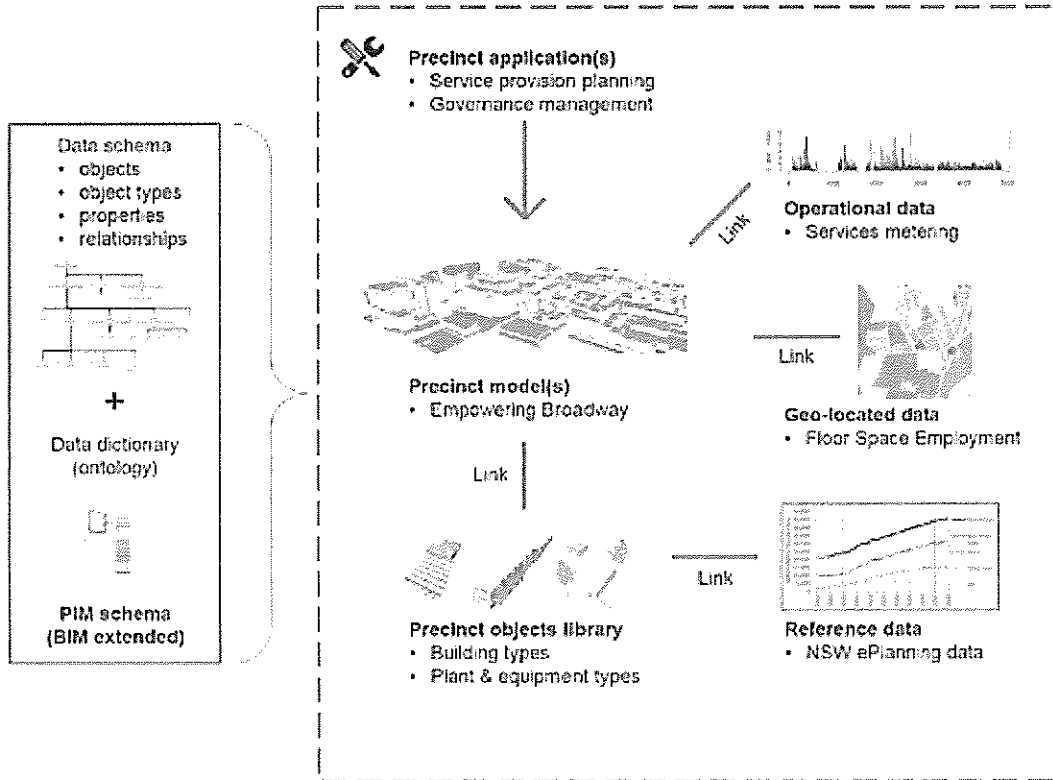 Precinct application(s)
• Service provision planning
• Governance management
Data schema
• objects
• object types
• properties
• relationships
+
Data dictionary
(ontology)
PIM schema
(BIM extended)
Link
Operational data
• Services metering
Precinct model(s)
• Empowering Broadway
Link
Geo-located data
• Floor Space Employment
Link
Precinct objects library
• Building types
• Plant & equipment types
Link
Reference data
• NSW ePlanning data